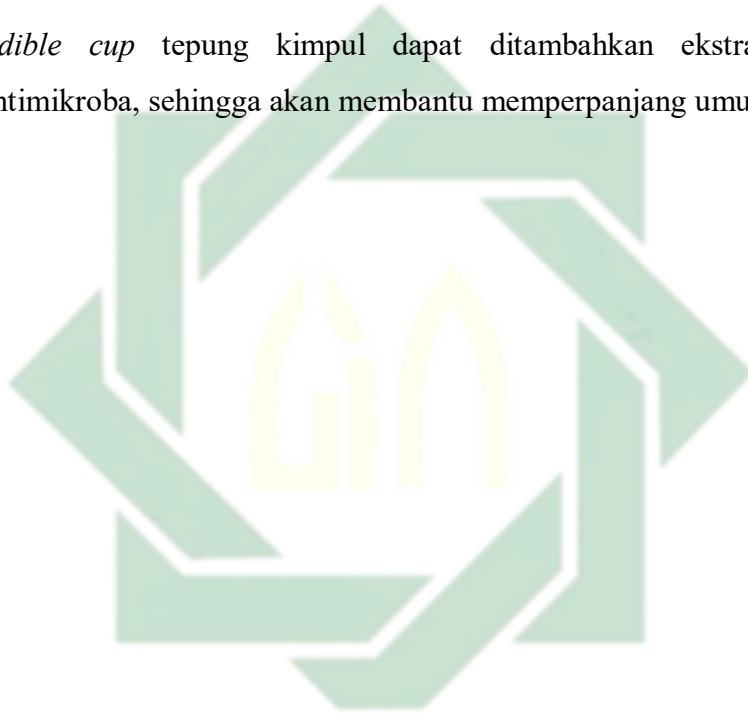 dible cup tepung kimpul dapat ditambahkan ekstra
ntimikroba, sehingga akan membantu memperpanjang umu